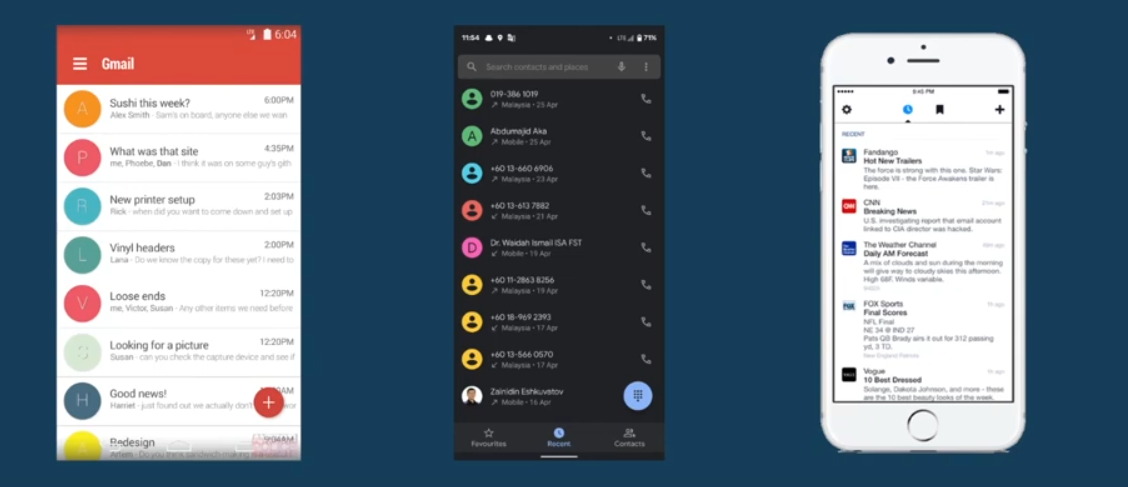 LTE 6:04
Gmail
A
Sushi this week?
6:00PM
Alex Smith - Sam's on board, anyone else we wan
P
What was that site
4:35PM
me, Phoebe, Dan - I think it was on some guy's gith
R
New printer setup
2:03PM
Rick - when did you want to come down and set up
L
Vinyl headers
2:00PM
Lana - Do we know the copy for these yet? I need to
V
Loose ends
12:20PM
me, Victor, Susan - Any other items we need before
S
Looking for a picture
12:20PM
Susan - can you check the capture device and see if
H
Good news!
AM
Harriet - just found out we actually don't
Redesign
Artem - Do you think sandwich making
11:54
LTE 71%
Search contacts and places
019-386 1019
Malaysia • 25 Apr
A
Abdumajid Aka
Mobile • 25 Apr
+60 13-660 6906
Malaysia • 23 Apr
+60 13-613 7882
Malaysia • 21 Apr
D
Dr. Waidah Ismail ISA FST
Mobile • 19 Apr
+60 11-2863 8256
Malaysia • 19 Apr
+60 18-969 2393
Malaysia • 17 Apr
+60 13-566 0570
Malaysia • 17 Apr
Zainidin Eshkuvatov
Mobile • 16 Apr
Favourites
Recent
Contacts
9:45 PM
RECENT
Fandango
Hot New Trailers
The force is strong with this one. Star Wars:
Episode VII - the Force Awakens trailer is
here.
CNN
Breaking News
U.S. investigating report that email account
linked to CIA director was hacked.
The Weather Channel
Daily AM Forecast
A mix of clouds and sun during the morning
will give way to cloudy skies this afternoon.
High 68F. Winds variable.
FOX Sports
1h ago
Final Scores
NFL Final
NE 34 @ IND 27
Pats QB Brady airs it out for 312 passing
yd, 3 TD.
New England Patriots
Vogue
1h ago
10 Best Dressed
Solange, Dakota Johnson, and more - these
are the 10 best beauty looks of the week.